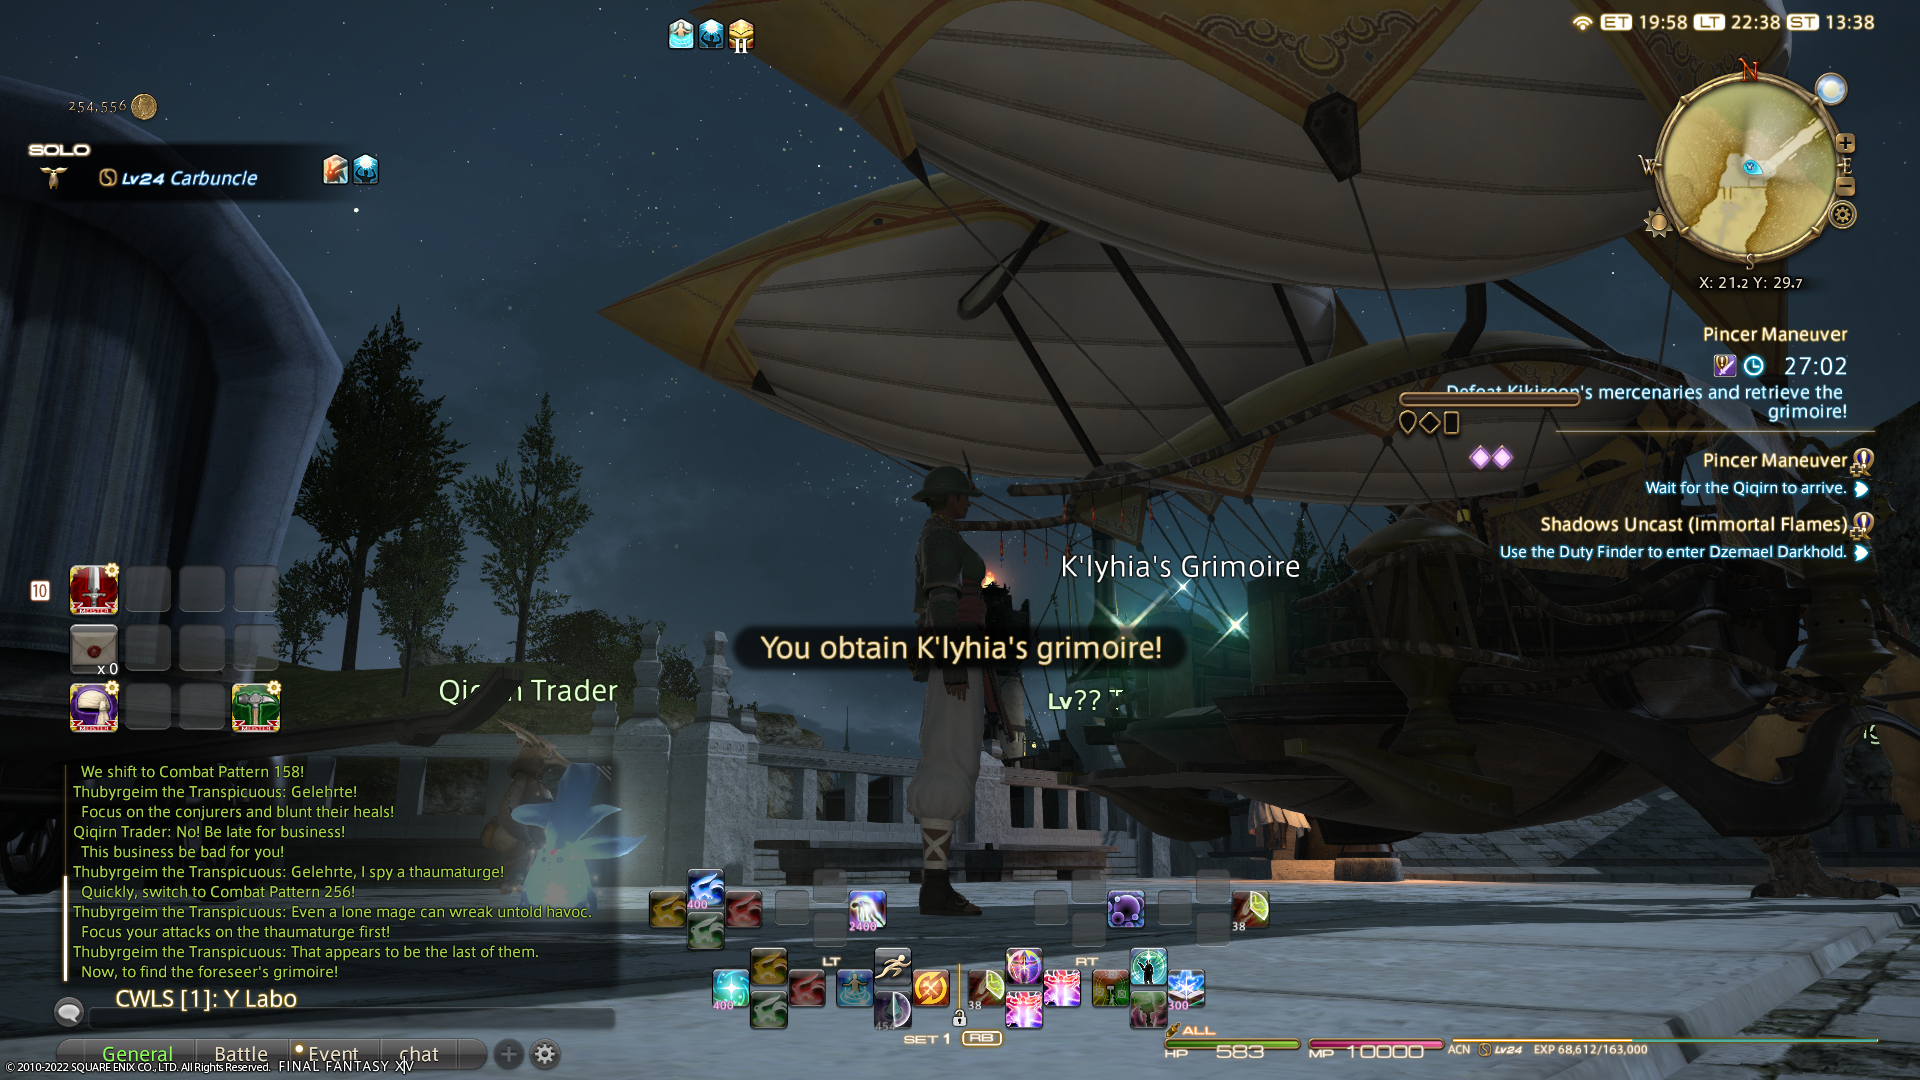 ET 19:58 LT 22:38 ST 13:38
254,556
SOLO
Lv24 Carbuncle
N
W
E
S
X: 21.2 Y: 29.7
Pincer Maneuver
27:02
Defeat Kikiroon's mercenaries and retrieve the
grimoire!
Pincer Maneuver
Wait for the Qiqirn to arrive.
Shadows Uncast (Immortal Flames)
Use the Duty Finder to enter Dzemael Darkhold.
K'lyhia's Grimoire
You obtain K'lyhia's grimoire!
Lv??
Trader
10
MEISTER
x 0
MEISTER
MEISTER
We shift to Combat Pattern 158!
Thubyrgeim the Transpicuous: Gelehrte!
Focus on the conjurers and blunt their heals!
Qiqirn Trader: No! Be late for business!
This business be bad for you!
Thubyrgeim the Transpicuous: Gelehrte, I spy a thaumaturge!
Quickly, switch to Combat Pattern 256!
Thubyrgeim the Transpicuous: Even a lone mage can wreak untold havoc.
Focus your attacks on the thaumaturge first!
Thubyrgeim the Transpicuous: That appears to be the last of them.
Now, to find the foreseer's grimoire!
CWLS [1]: Y Labo
General Battle Event chat
400
2400
38
LT
RT
400
454
38
300
SET 1 RB
ALL
HP 583 MP 10000 ACN Lv24 EXP 68,612/163,000
© 2010-2022 SQUARE ENIX CO., LTD. All Rights Reserved. FINAL FANTASY XIV